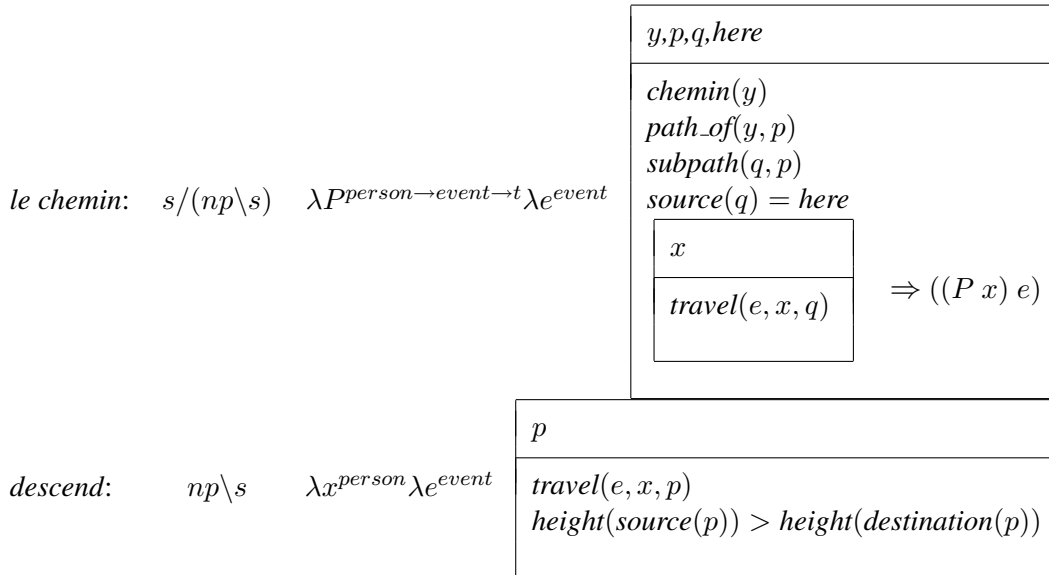 y,p,q,here
chemin(y)
path_of(y, p)
subpath(q, p)
le chemin: s/(np\s) λP^{person→event→t}λe^{event} source(q) = here
x
travel(e, x, q) ⇒ ((P x) e)
p
descend: np\s λx^{person}λe^{event} travel(e, x, p)
height(source(p)) > height(destination(p))